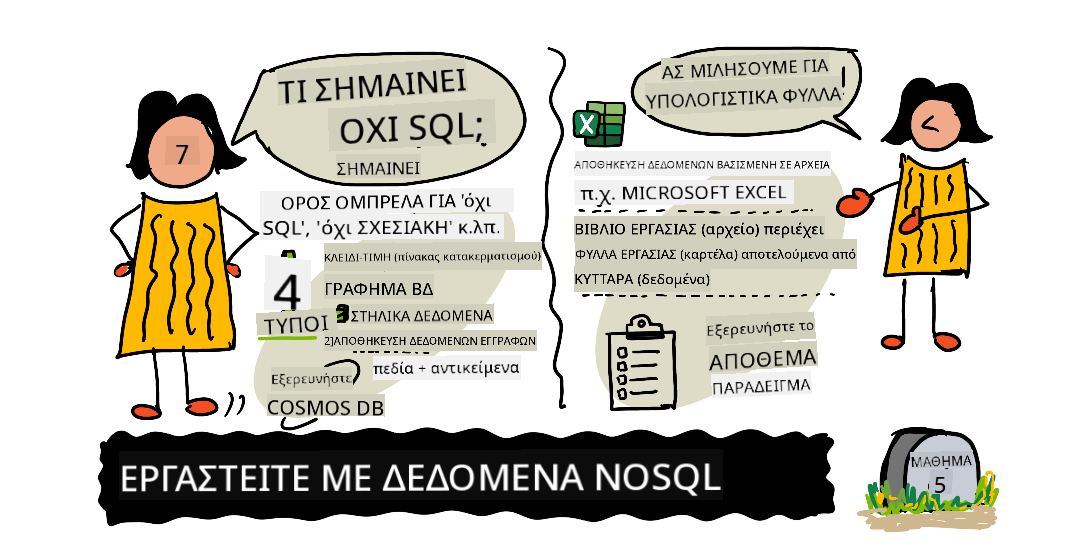 ΤΙ ΣΗΜΑΙΝΕΙ
ΟΧΙ SQL;
ΣΗΜΑΙΝΕΙ
7
ΟΡΟΣ ΟΜΠΡΕΛΑ ΓΙΑ 'όχι
SQL', 'όχι ΣΧΕΣΙΑΚΗ' κ.λπ.
4
ΤΥΠΟΙ
ΚΛΕΙΔΙ-ΤΙΜΗ (πίνακας κατακερματισμού)
ΓΡΑΦΗΜΑ ΒΔ
ΣΤΗΛΙΚΑ ΔΕΔΟΜΕΝΑ
2]ΑΠΟΘΗΚΕΥΣΗ ΔΕΔΟΜΕΝΩΝ ΕΓΓΡΑΦΩΝ
πεδία + αντικείμενα
Εξερευνήστε
COSMOS DB
ΑΣ ΜΙΛΗΣΟΥΜΕ ΓΙΑ
ΥΠΟΛΟΓΙΣΤΙΚΑ ΦΥΛΛΑ!
X
ΑΠΟΘΗΚΕΥΣΗ ΔΕΔΟΜΕΝΩΝ ΒΑΣΙΣΜΕΝΗ ΣΕ ΑΡΧΕΙΑ
π.χ. MICROSOFT EXCEL
ΒΙΒΛΙΟ ΕΡΓΑΣΙΑΣ (αρχείο) περιέχει
ΦΥΛΛΑ ΕΡΓΑΣΙΑΣ (καρτέλα) αποτελούμενα από
ΚΥΤΤΑΡΑ (δεδομένα)
Εξερευνήστε το
ΑΠΟΘΕΜΑ
ΠΑΡΑΔΕΙΓΜΑ
ΕΡΓΑΣΤΕΙΤΕ ΜΕ ΔΕΔΟΜΕΝΑ NOSQL
ΜΑΘΗΜΑ
5